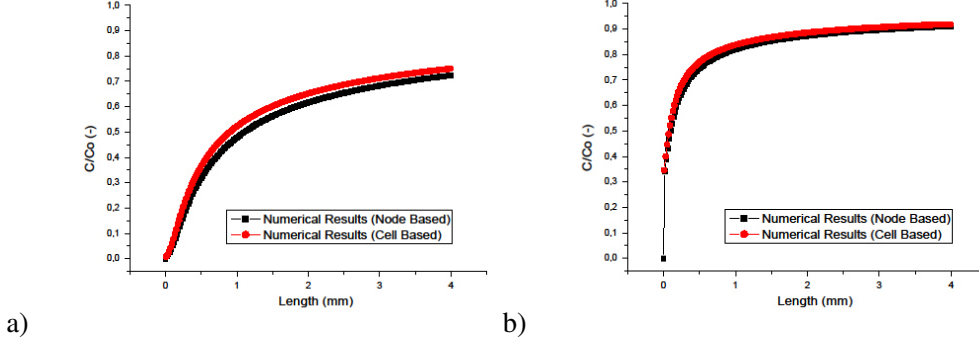 C/Co (-)
1,0
0,9
0,8
0,7
0,6
0,5
0,4
0,3
0,2
0,1
0,0
Numerical Results (Node Based)
Numerical Results (Cell Based)
0 1 2 3 4
Length (mm)
a)
C/Co (-)
1,0
0,9
0,8
0,7
0,6
0,5
0,4
0,3
0,2
0,1
0,0
Numerical Results (Node Based)
Numerical Results (Cell Based)
0 1 2 3 4
Length (mm)
b)